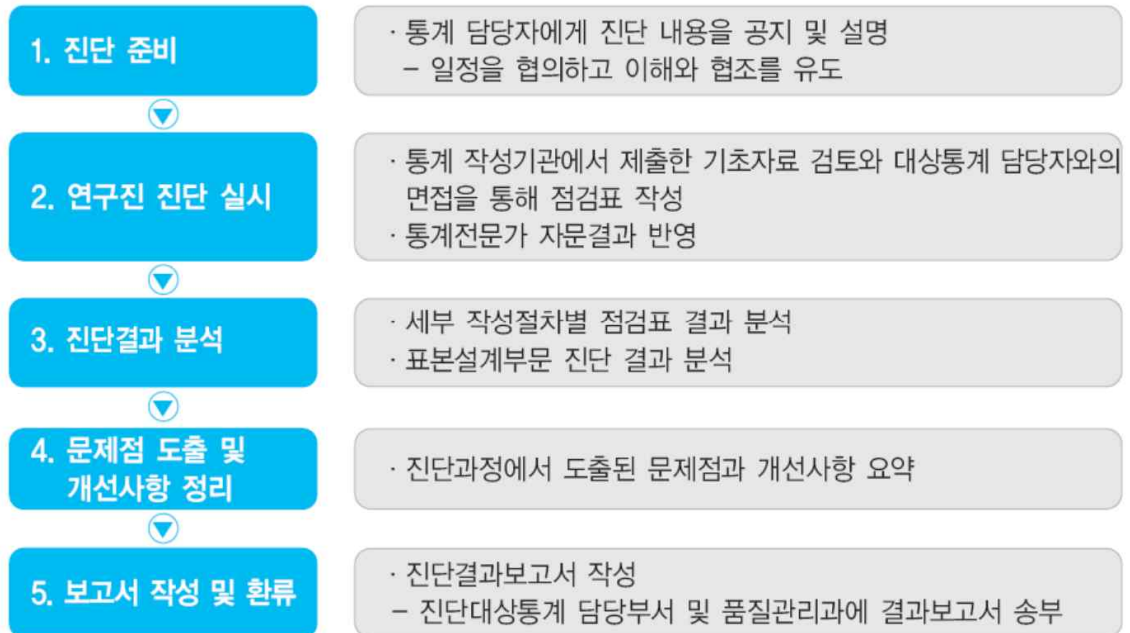 1. 진단 준비
· 통계 담당자에게 진단 내용을 공지 및 설명
– 일정을 협의하고 이해와 협조를 유도
2. 연구진 진단 실시
· 통계 작성기관에서 제출한 기초자료 검토와 대상통계 담당자와의
면접을 통해 점검표 작성
· 통계전문가 자문결과 반영
3. 진단결과 분석
· 세부 작성절차별 점검표 결과 분석
· 표본설계부문 진단 결과 분석
4. 문제점 도출 및
개선사항 정리
· 진단과정에서 도출된 문제점과 개선사항 요약
5. 보고서 작성 및 환류
· 진단결과보고서 작성
– 진단대상통계 담당부서 및 품질관리과에 결과보고서 송부